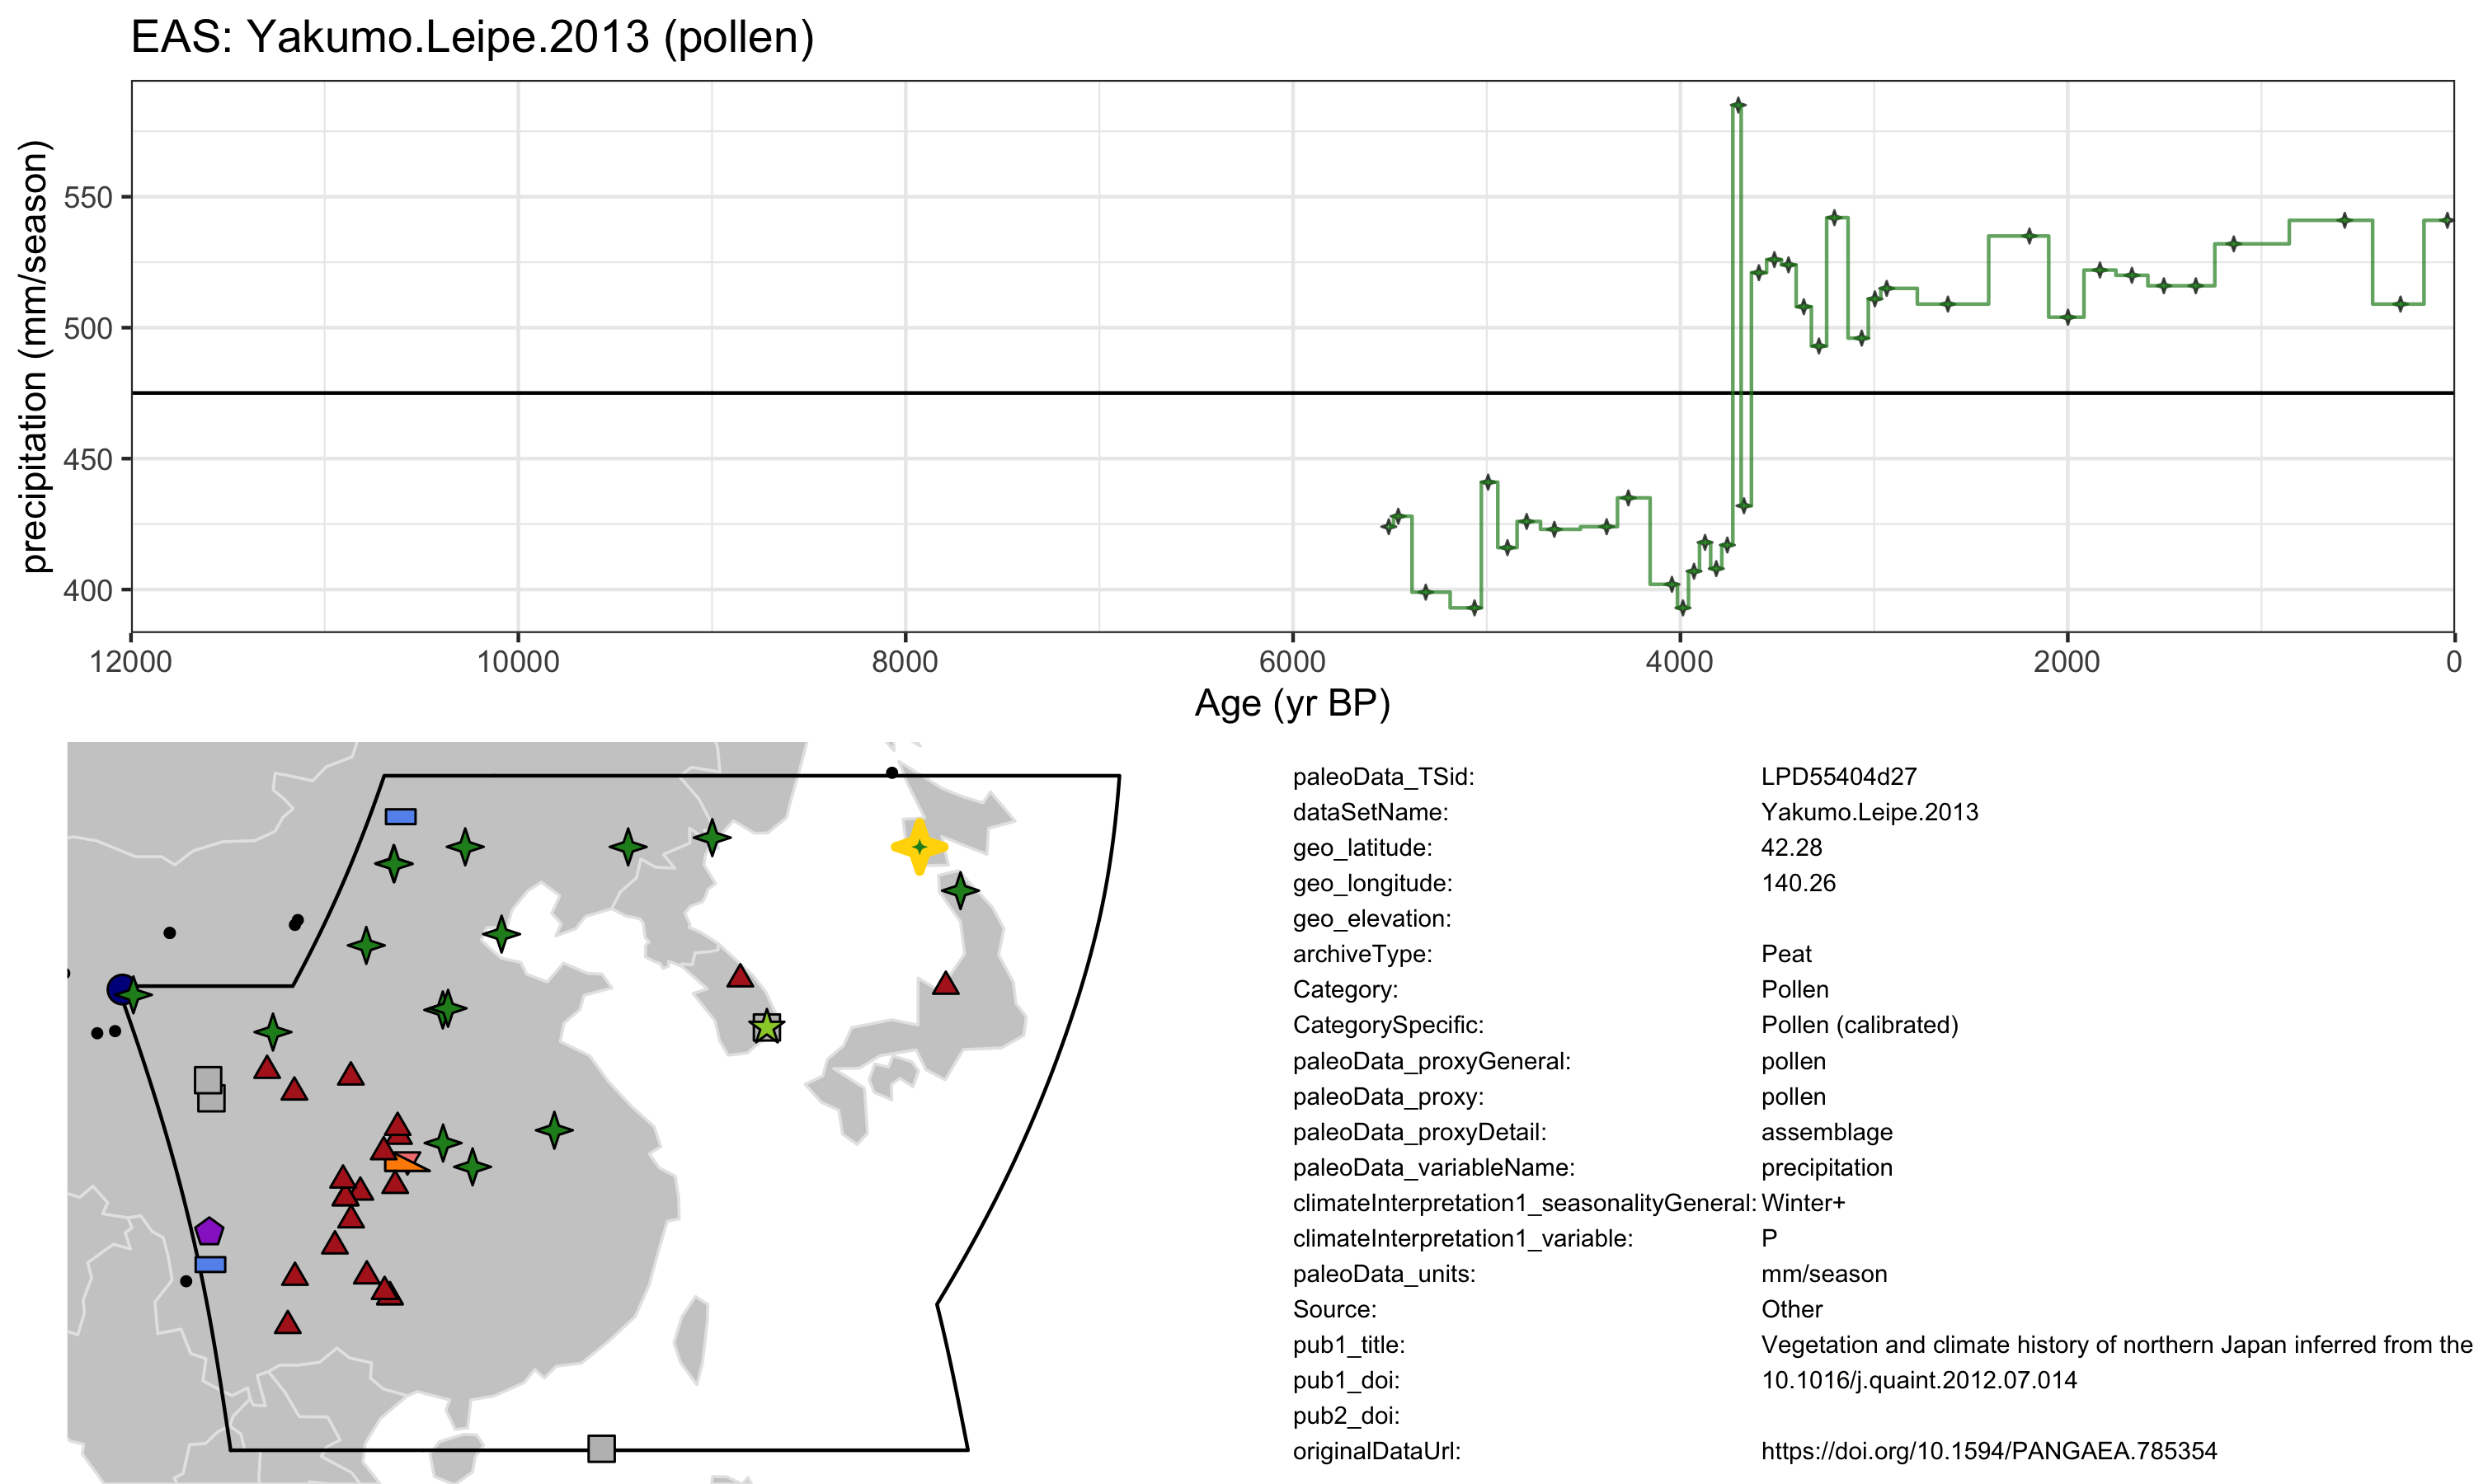 EAS: Yakumo.Leipe.2013 (pollen)
precipitation (mm/season)
550
500
450
400
12000 10000 8000 6000 4000 2000 0
Age (yr BP)
paleoData_TSid: LPD55404d27
dataSetName: Yakumo.Leipe.2013
geo_latitude: 42.28
geo_longitude: 140.26
geo_elevation:
archiveType: Peat
Category: Pollen
CategorySpecific: Pollen (calibrated)
paleoData_proxyGeneral: pollen
paleoData_proxy: pollen
paleoData_proxyDetail: assemblage
paleoData_variableName: precipitation
climateInterpretation1_seasonalityGeneral: Winter+
climateInterpretation1_variable: P
paleoData_units: mm/season
Source: Other
pub1_title: Vegetation and climate history of northern Japan inferred from the
pub1_doi: 10.1016/j.quaint.2012.07.014
pub2_doi:
originalDataUrl: https://doi.org/10.1594/PANGAEA.785354